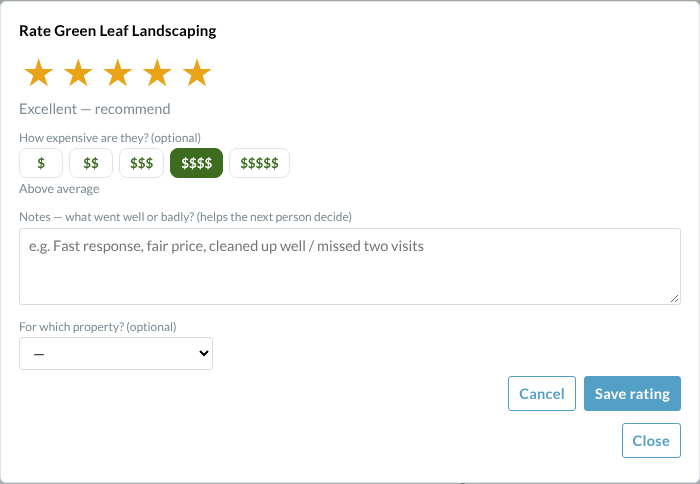 Rate Green Leaf Landscaping
★ ★ ★ ★ ★
Excellent — recommend
How expensive are they? (optional)
$ $$ $$$ $$$$ $$$$$
Above average
Notes — what went well or badly? (helps the next person decide)
e.g. Fast response, fair price, cleaned up well / missed two visits
For which property? (optional)
—
Cancel Save rating
Close